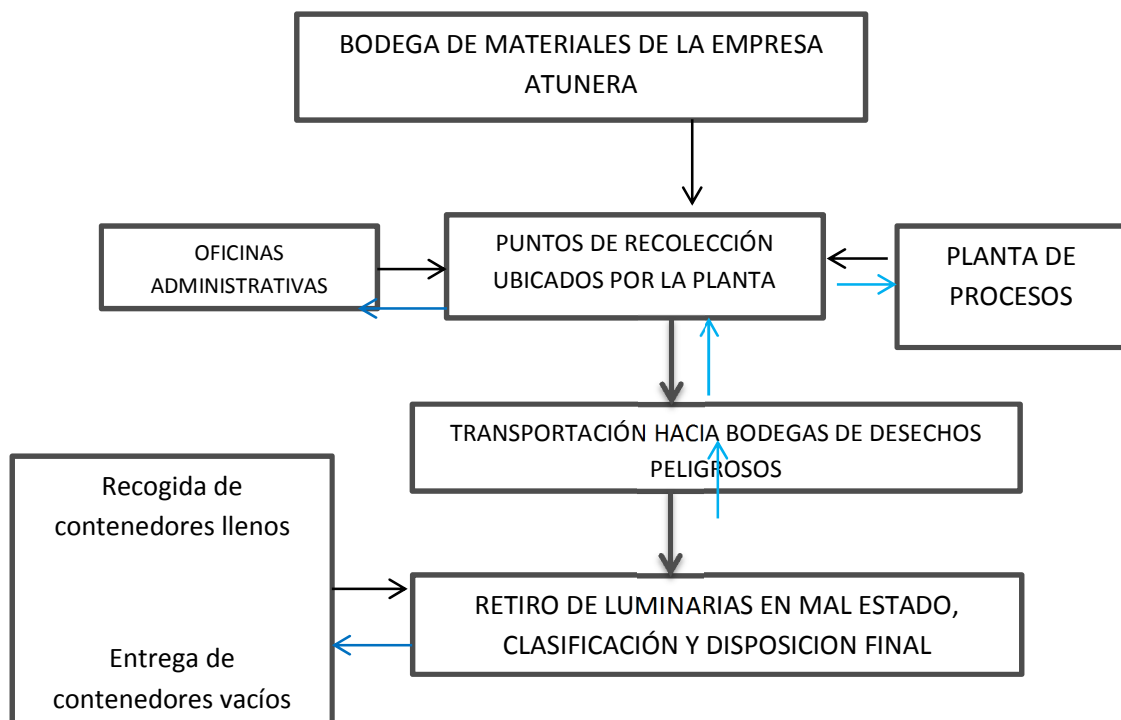 BODEGA DE MATERIALES DE LA EMPRESA
ATUNERA
OFICINAS
ADMINISTRATIVAS
PUNTOS DE RECOLECCIÓN
UBICADOS POR LA PLANTA
PLANTA DE
PROCESOS
TRANSPORTACIÓN HACIA BODEGAS DE DESECHOS
PELIGROSOS
Recogida de
contenedores llenos
Entrega de
contenedores vacíos
RETIRO DE LUMINARIAS EN MAL ESTADO,
CLASIFICACIÓN Y DISPOSICION FINAL